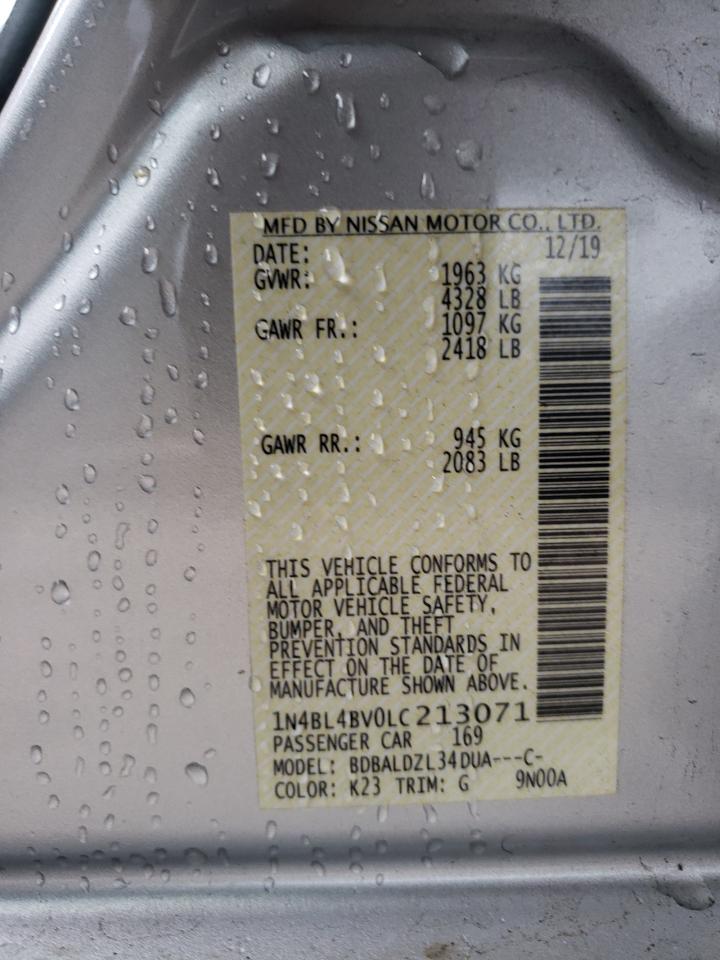 MFD BY NISSAN MOTOR CO., LTD.
DATE: 12/19
GVWR: 1963 KG
4328 LB
GAWR FR.: 1097 KG
2418 LB
GAWR RR.: 945 KG
2083 LB
THIS VEHICLE CONFORMS TO
ALL APPLICABLE FEDERAL
MOTOR VEHICLE SAFETY,
BUMPER, AND THEFT
PREVENTION STANDARDS IN
EFFECT ON THE DATE OF
MANUFACTURE SHOWN ABOVE.
1N4BL4BV0LC213071
PASSENGER CAR 169
MODEL: BDBALDZL34DUA---C-
COLOR: K23 TRIM: G 9N00A